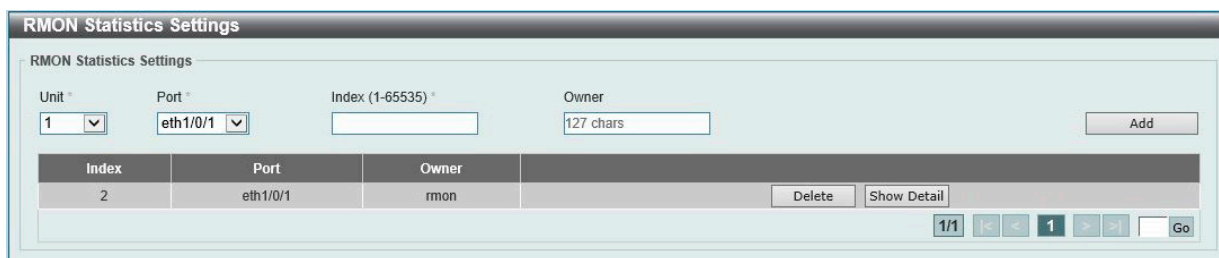 RMON Statistics Settings
RMON Statistics Settings
Unit * Port * Index (1-65535) * Owner
1 eth1/0/1 127 chars Add
Index Port Owner
2 eth1/0/1 rmon Delete Show Detail
1/1 |< < 1 > >| Go